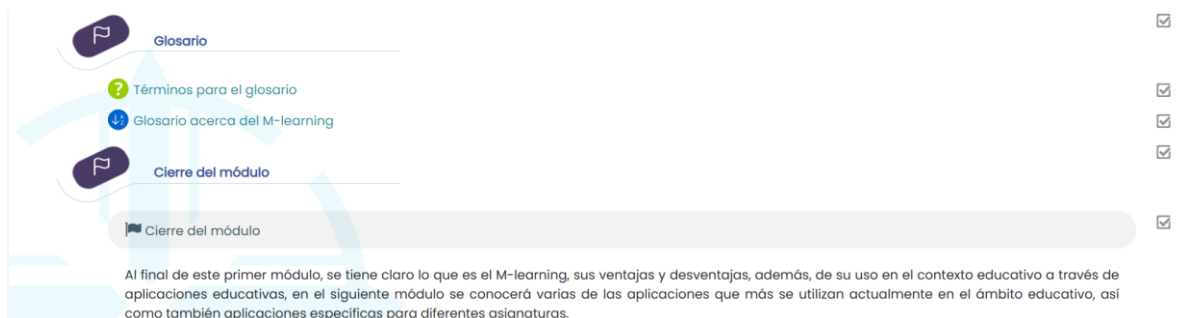 Glosario
Términos para el glosario
Glosario acerca del M-learning
Cierre del módulo
Cierre del módulo
Al final de este primer módulo, se tiene claro lo que es el M-learning, sus ventajas y desventajas, además, de su uso en el contexto educativo a través de
aplicaciones educativas, en el siguiente módulo se conocerá varias de las aplicaciones que más se utilizan actualmente en el ámbito educativo, así
como también aplicaciones específicas para diferentes asignaturas.